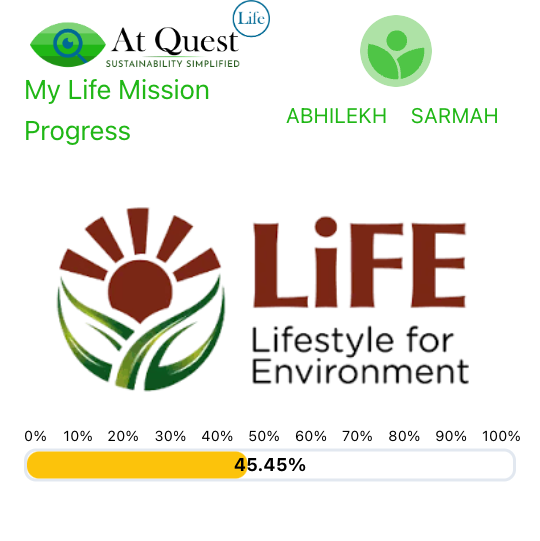 Life
At Quest
SUSTAINABILITY SIMPLIFIED
My Life Mission
Progress
ABHILEKH SARMAH
LiFE
Lifestyle for
Environment
0% 10% 20% 30% 40% 50% 60% 70% 80% 90% 100%
45.45%